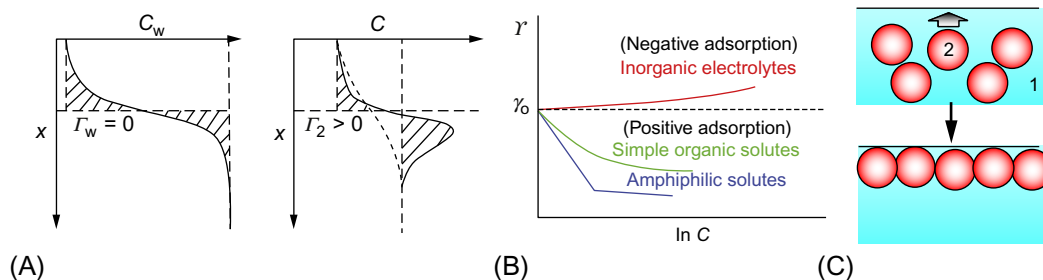 C_w
x
Γ_w = 0
C
x
Γ_2 > 0
(A)
γ
(Negative adsorption)
Inorganic electrolytes
γ_o
(Positive adsorption)
Simple organic solutes
Amphiphilic solutes
ln C
(B)
2
1
(C)